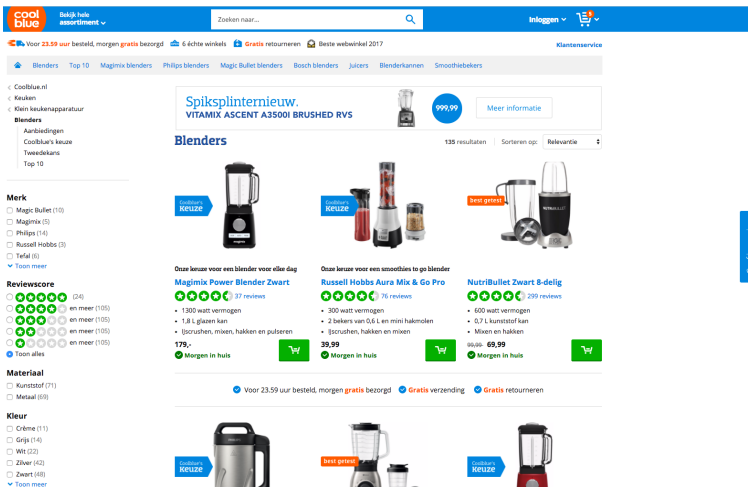 cool
blue
Bekijk hele
assortiment
Zoeken naar...
Inloggen
Voor 23.59 uur besteld, morgen gratis bezorgd
6 échte winkels
Gratis retourneren
Beste webwinkel 2017
Klantenservice
Blenders
Top 10
Magimix blenders
Philips blenders
Magic Bullet blenders
Bosch blenders
Juicers
Blenderkannen
Smoothiebekers
Coolblue.nl
Keuken
Klein keukenapparatuur
Blenders
Aanbiedingen
Coolblue's keuze
Tweedekans
Top 10
Spiksplinternieuw.
VITAMIX ASCENT A3500I BRUSHED RVS
999,99
Meer informatie
Blenders
135 resultaten
Sorteren op:
Relevantie
Merk
Magic Bullet (10)
Magimix (5)
Philips (14)
Russell Hobbs (3)
Tefal (6)
Toon meer
Reviewscore
(24)
en meer (105)
en meer (105)
en meer (105)
en meer (105)
Toon alles
Materiaal
Kunststof (71)
Metaal (69)
Kleur
Crème (11)
Grijs (14)
Wit (22)
Zilver (42)
Zwart (48)
Toon meer
Coolblue's
Keuze
Onze keuze voor een blender voor elke dag
Magimix Power Blender Zwart
37 reviews
1300 watt vermogen
1,8 L glazen kan
IJscrushen, mixen, hakken en pulseren
179,-
Morgen in huis
Coolblue's
Keuze
Onze keuze voor een smoothies to go blender
Russell Hobbs Aura Mix & Go Pro
76 reviews
300 watt vermogen
2 bekers van 0,6 L en mini hakmolen
IJscrushen, hakken en mixen
39,99
Morgen in huis
best getest
NutriBullet Zwart 8-delig
299 reviews
600 watt vermogen
0,7 L kunststof kan
Mixen en hakken
99,99 69,99
Morgen in huis
Voor 23.59 uur besteld, morgen gratis bezorgd
Gratis verzending
Gratis retourneren
Coolblue's
Keuze
best getest
Coolblue's
Keuze